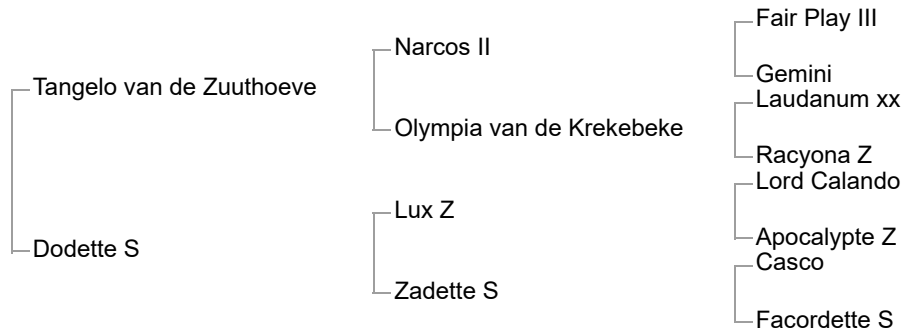 Fair Play III
Narcos II
Gemini
Tangelo van de Zuuthoeve
Laudanum xx
Olympia van de Krekebeke
Racyona Z
Lord Calando
Lux Z
Apocalypte Z
Dodette S
Casco
Zadette S
Facordette S